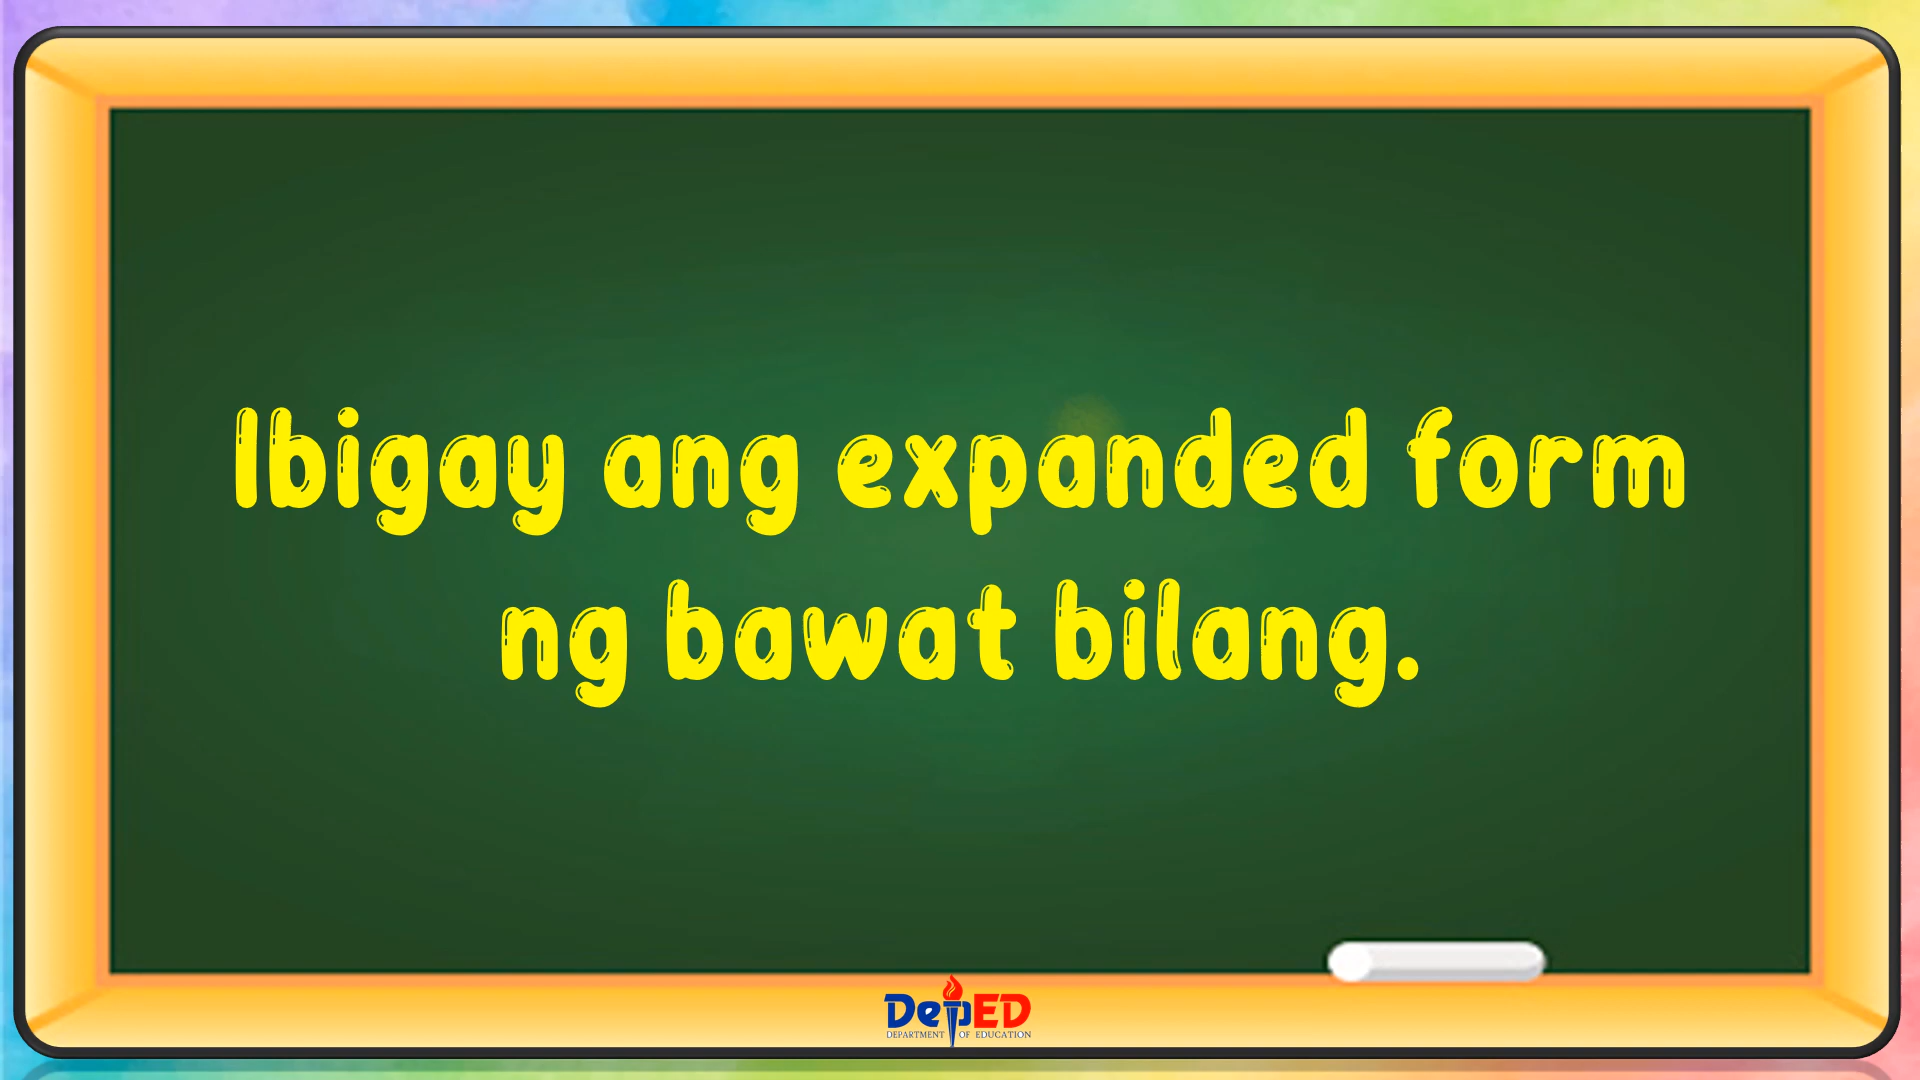 Ibigay ang expanded form
ng bawat bilang.
DepED
DEPARTMENT OF EDUCATION